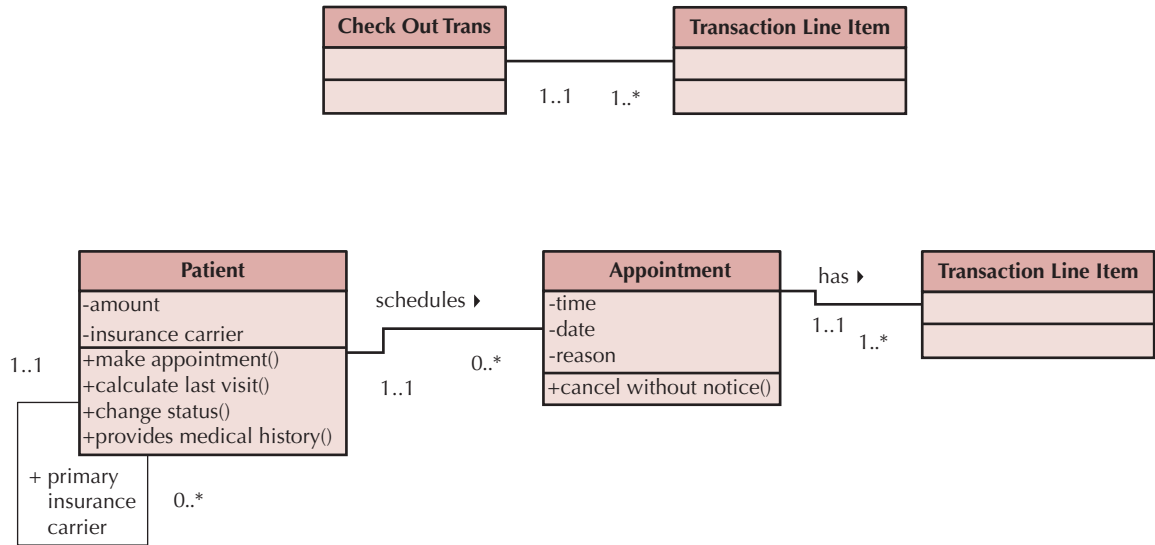 Check Out Trans
Transaction Line Item
1..1
1..*
Patient
-amount
-insurance carrier
+make appointment()
+calculate last visit()
+change status()
+provides medical history()
1..1
+ primary
insurance
carrier
0..*
schedules
1..1
0..*
Appointment
-time
-date
-reason
+cancel without notice()
has
1..1
1..*
Transaction Line Item